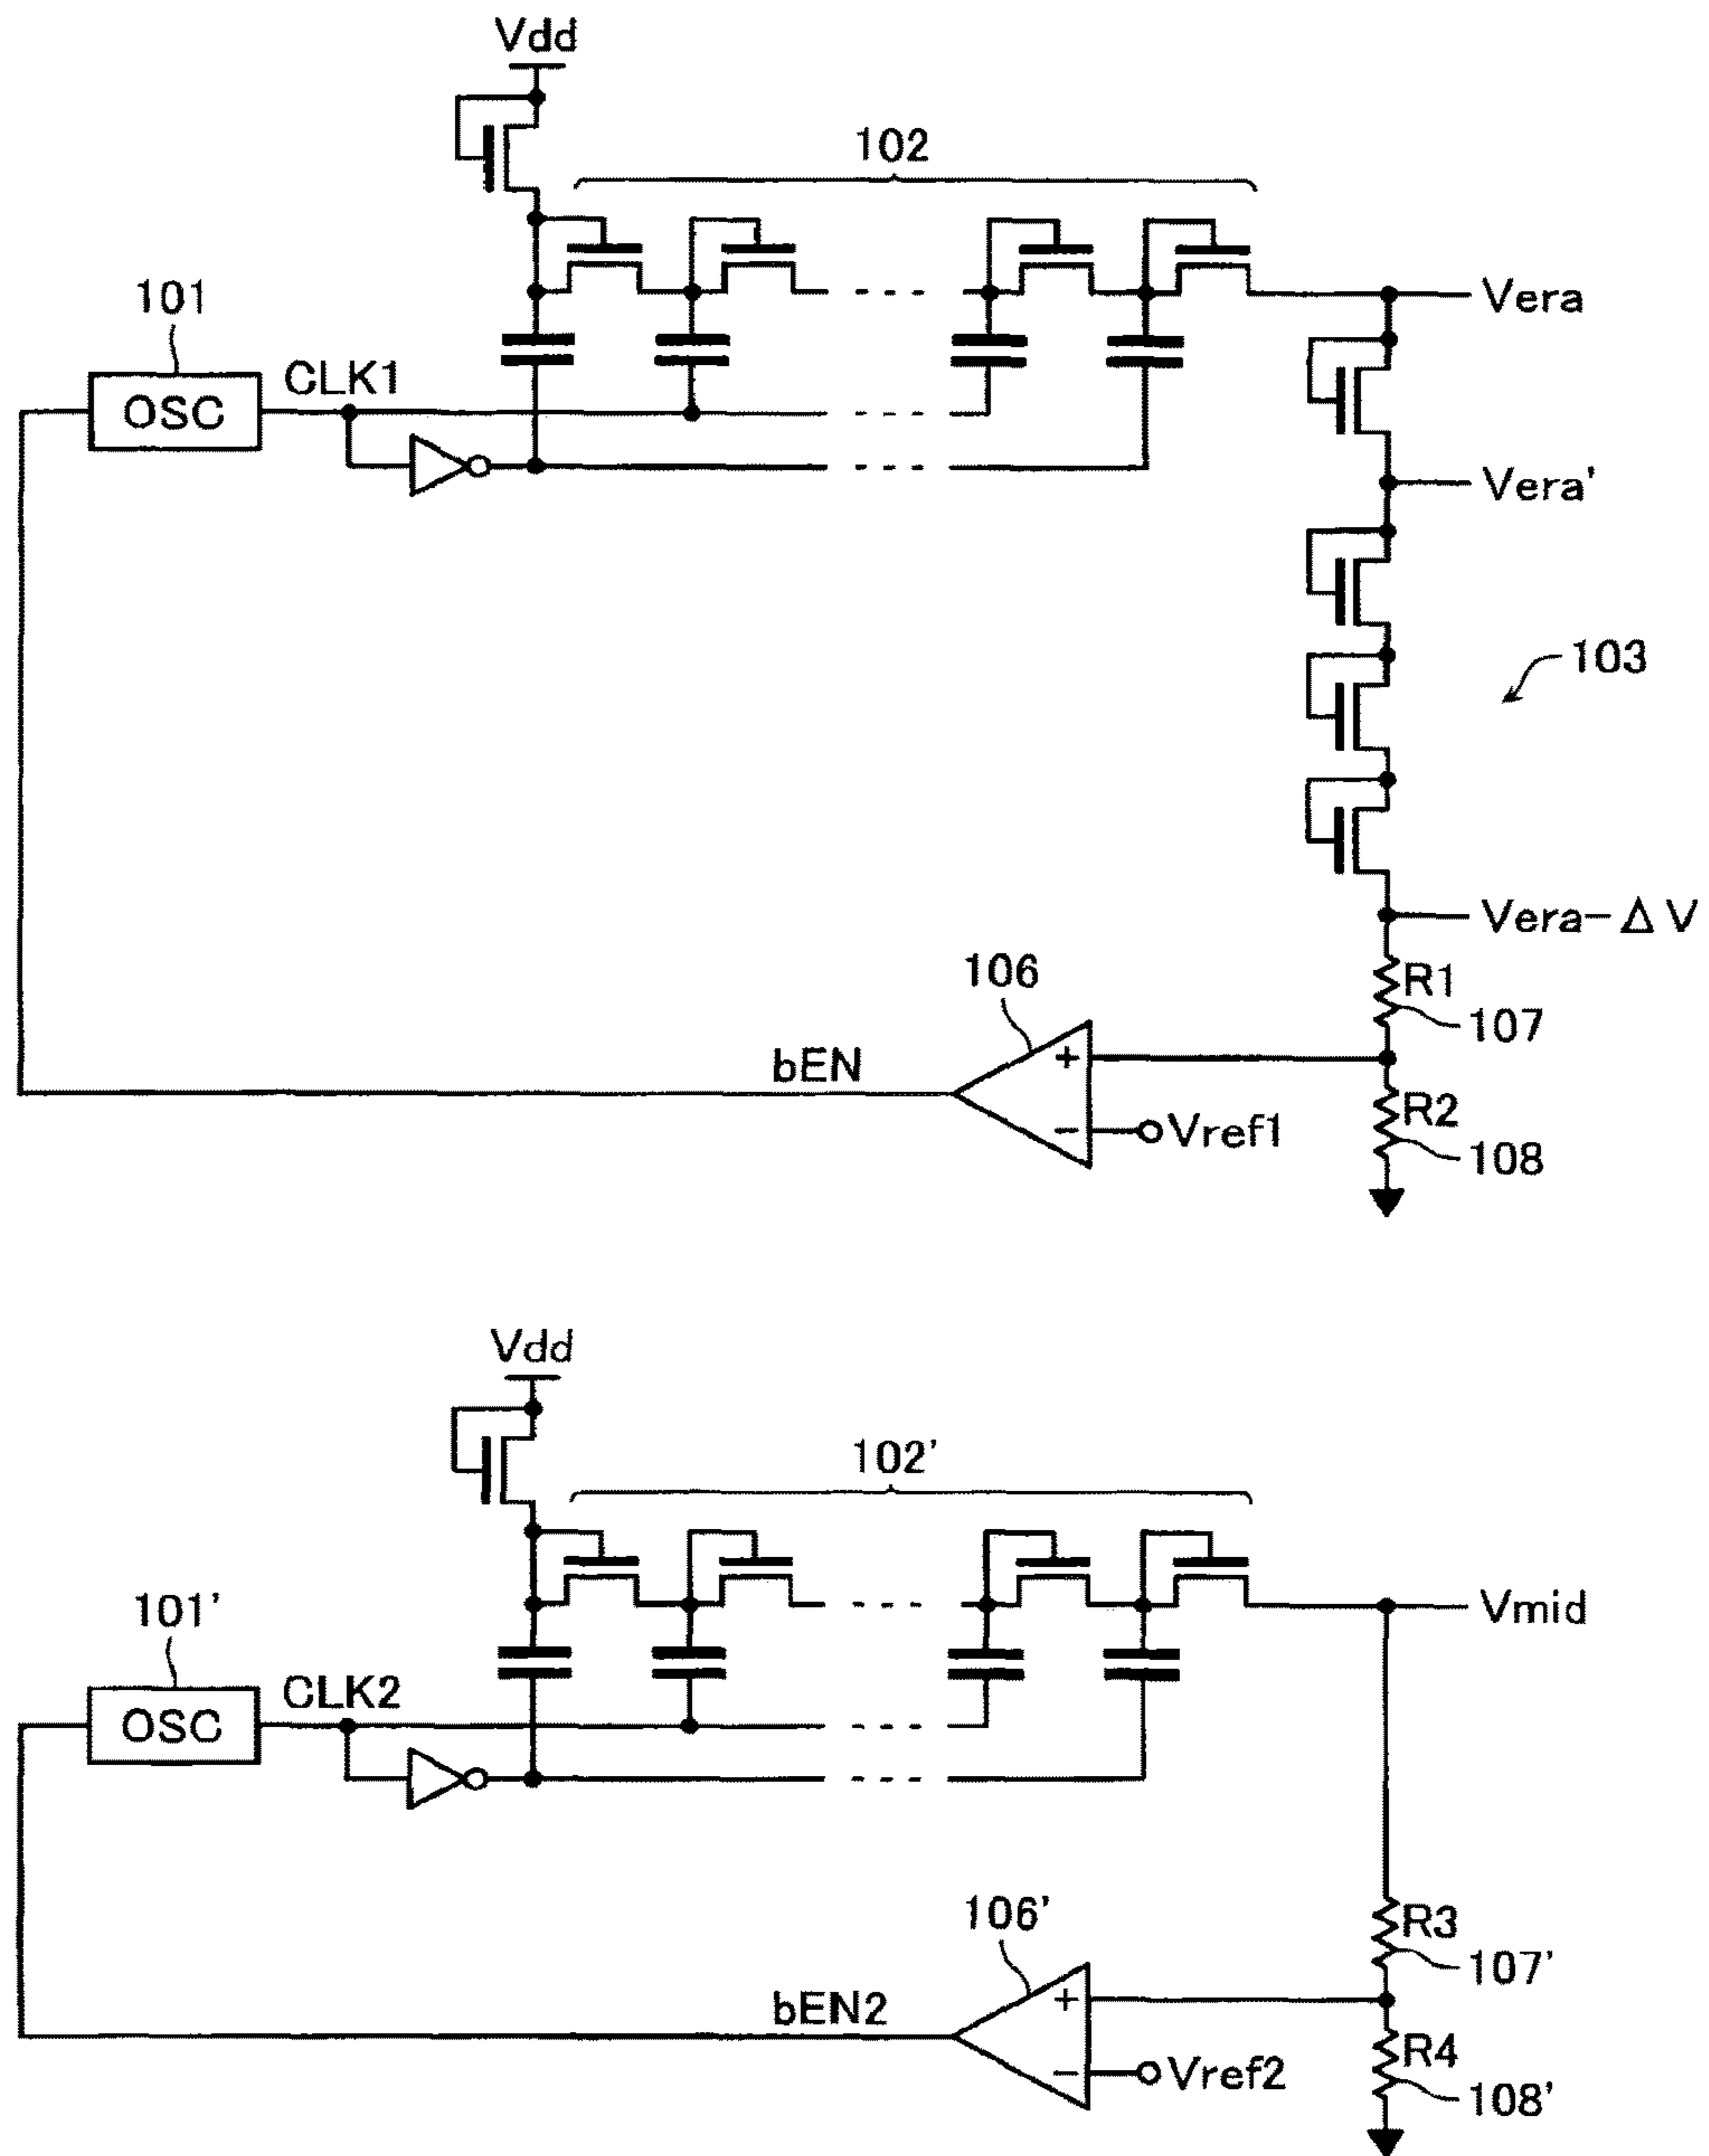 Vdd
102
101
Vera
CLK1
OSC
Vera'
103
Vera-ΔV
106
R1
107
+
bEN
R2
-
Vref1
108
Vdd
102'
101'
Vmid
CLK2
OSC
106'
R3
107'
+
bEN2
R4
-
Vref2
108'